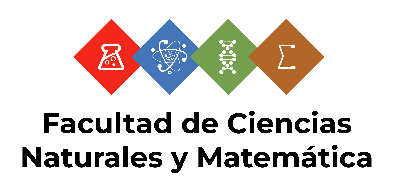 Σ
Facultad de Ciencias
Naturales y Matemática